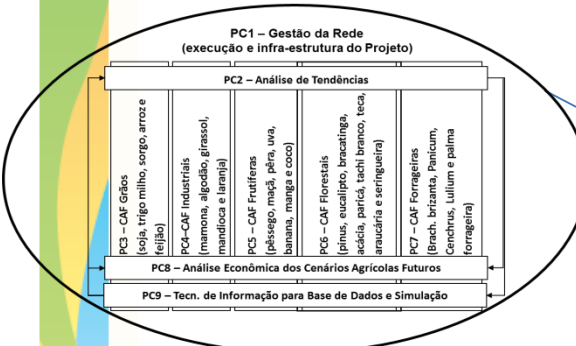 PC1 – Gestão da Rede
(execução e infra-estrutura do Projeto)
PC2 – Análise de Tendências
PC3 – CAF Grãos
(soja, trigo milho, sorgo, arroz e
feijão)
PC4–CAF Industriais
(mamona, algodão, girassol,
mandioca e laranja)
PC5 – CAF Frutíferas
(pêssego, maçã, pêra, uva,
banana, manga e coco)
PC6 – CAF Florestais
(pinus, eucalipto, bracatinga,
acácia, paricá, tachi branco, teca,
araucária e seringueira)
PC7 – CAF Forrageiras
(Brach. brizanta, Panicum,
Cenchrus, Lulium e palma
forrageira)
PC8 – Análise Econômica dos Cenários Agrícolas Futuros
PC9 – Tecn. de Informação para Base de Dados e Simulação